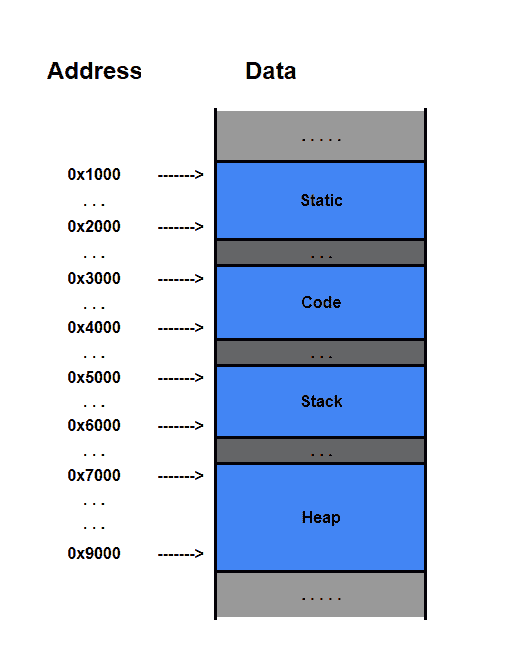 Address Data
. . . . .
0x1000 ------->
. . . Static
0x2000 ------->
. . . . . .
0x3000 ------->
. . . Code
0x4000 ------->
. . . . . .
0x5000 ------->
. . . Stack
0x6000 ------->
. . . . . .
0x7000 ------->
. . .
Heap
. . .
0x9000 ------->
. . . . .